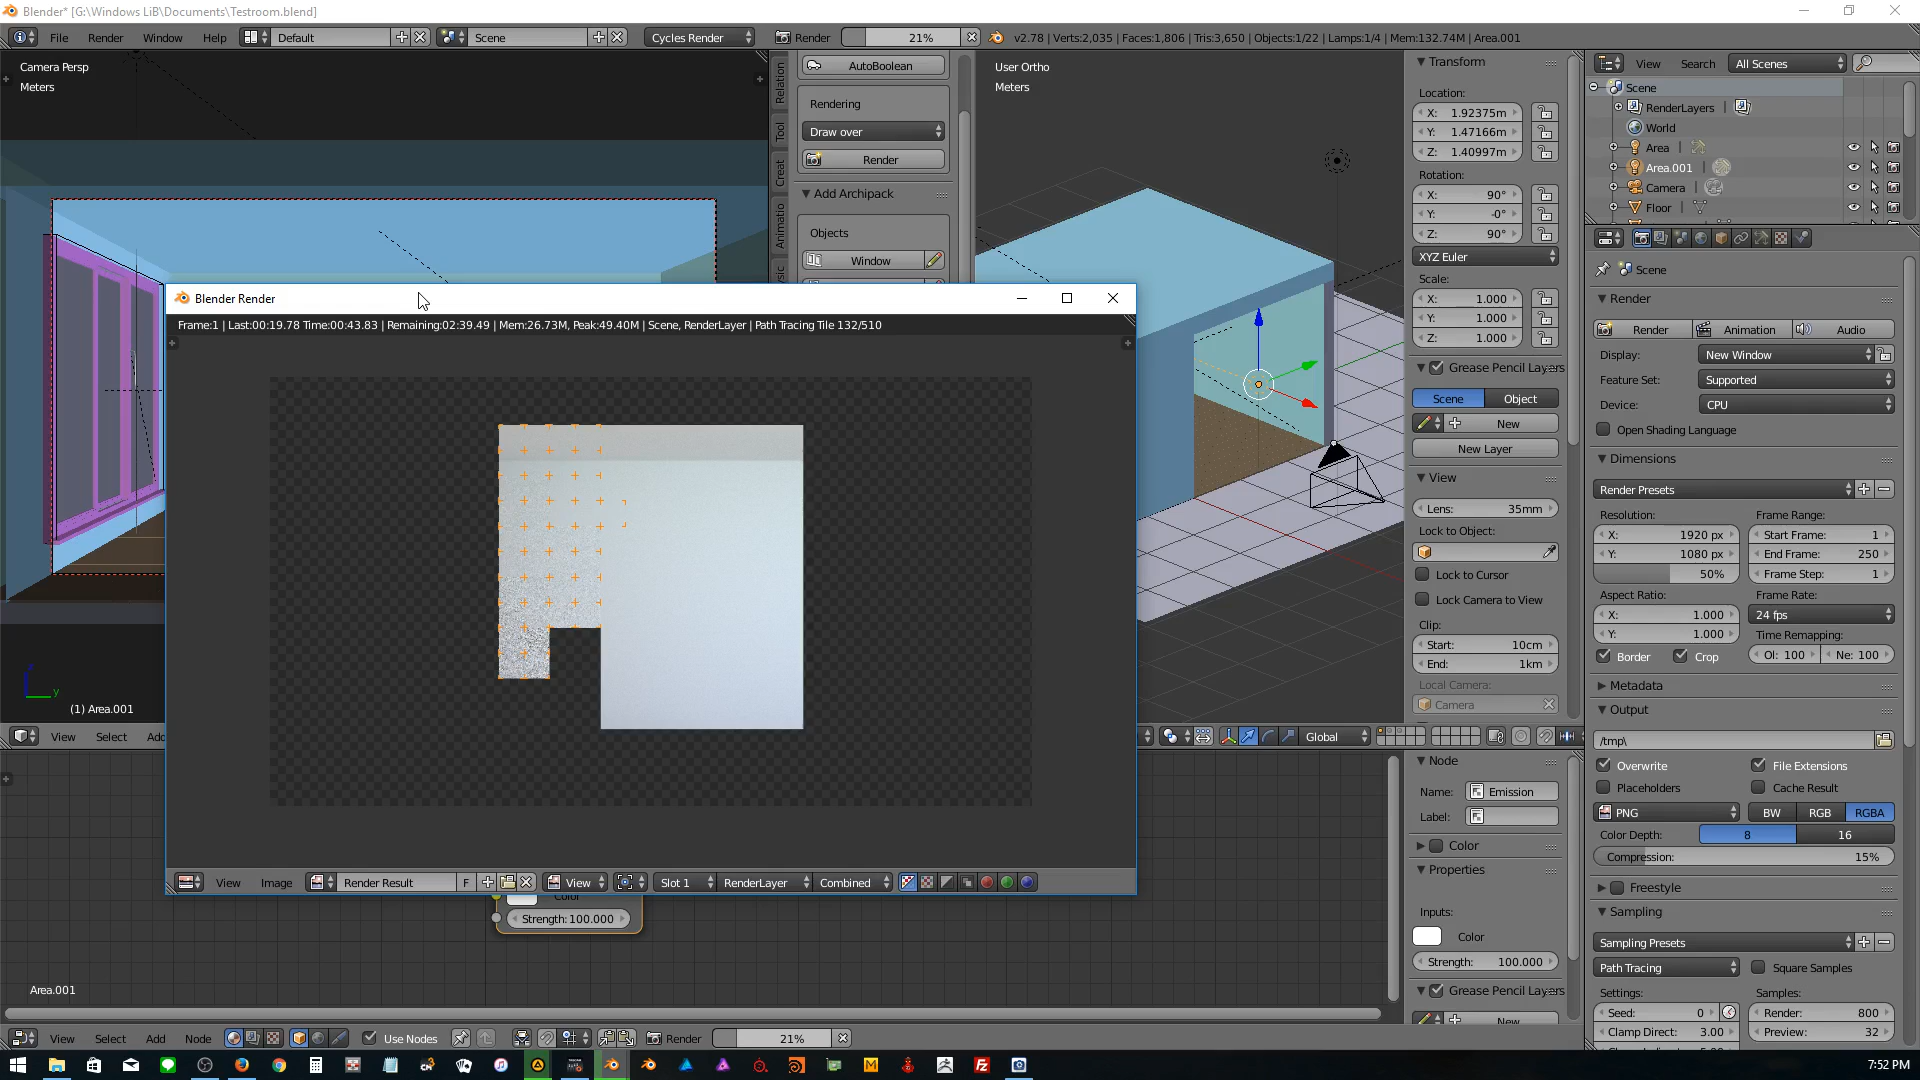 Blender* [G:\Windows LiB\Documents\Testroom.blend]
File Render Window Help Default Scene Cycles Render Render 21% v2.78 | Verts:2,035 | Faces:1,806 | Tris:3,650 | Objects:1/22 | Lamps:1/4 | Mem:132.74M | Area.001
Camera Persp
Meters
(1) Area.001
View Select Add
Relation
Tool
Creat
Animatio
AutoBoolean
Rendering
Draw over
Render
Add Archipack
Objects
Window
User Ortho
Meters
Global
Blender Render
Frame:1 | Last:00:19.78 Time:00:43.83 | Remaining:02:39.49 | Mem:26.73M, Peak:49.40M | Scene, RenderLayer | Path Tracing Tile 132/510
View Image Render Result F View Slot 1 RenderLayer Combined
Color
Strength: 100.000
Area.001
View Select Add Node Use Nodes Render 21%
Transform
Location:
X: 1.92375m
Y: 1.47166m
Z: 1.40997m
Rotation:
X: 90°
Y: -0°
Z: 90°
XYZ Euler
Scale:
X: 1.000
Y: 1.000
Z: 1.000
Grease Pencil Layers
Scene Object
New
New Layer
View
Lens: 35mm
Lock to Object:
Lock to Cursor
Lock Camera to View
Clip:
Start: 10cm
End: 1km
Local Camera:
Camera
Node
Name: Emission
Label:
Color
Properties
Inputs:
Color
Strength: 100.000
Grease Pencil Layers
New
View Search All Scenes
Scene
RenderLayers
World
Area
Area.001
Camera
Floor
Scene
Render
Render Animation Audio
Display: New Window
Feature Set: Supported
Device: CPU
Open Shading Language
Dimensions
Render Presets
Resolution: Frame Range:
X: 1920 px Start Frame: 1
Y: 1080 px End Frame: 250
50% Frame Step: 1
Aspect Ratio: Frame Rate:
X: 1.000 24 fps
Y: 1.000 Time Remapping:
Border Crop Ol: 100 Ne: 100
Metadata
Output
/tmp\
Overwrite File Extensions
Placeholders Cache Result
PNG BW RGB RGBA
Color Depth: 8 16
Compression: 15%
Freestyle
Sampling
Sampling Presets
Path Tracing Square Samples
Settings: Samples:
Seed: 0 Render: 800
Clamp Direct: 3.00 Preview: 32
7:52 PM